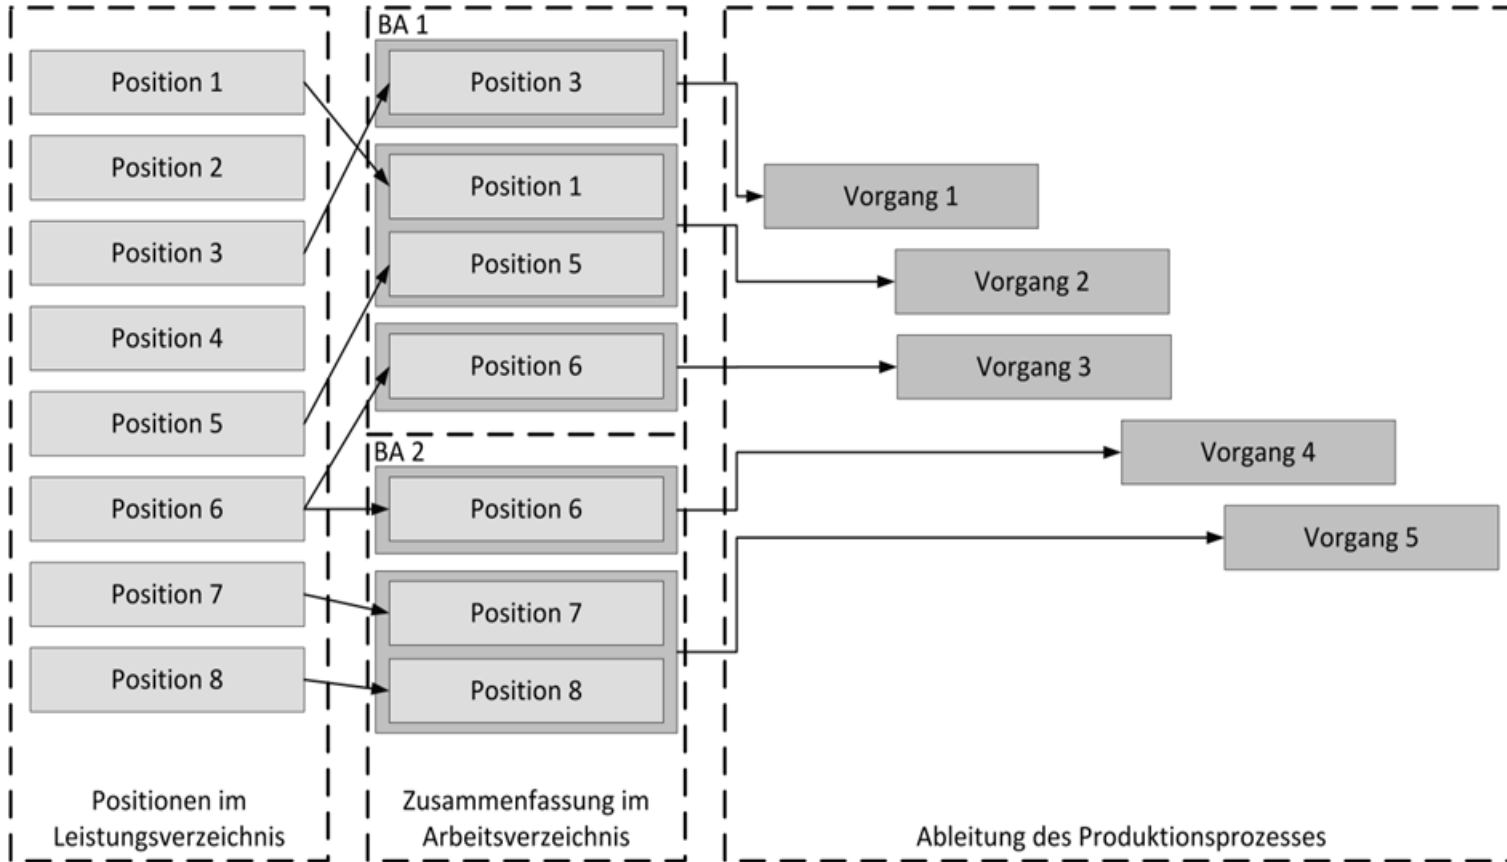 Position 1
Position 2
Position 3
Position 4
Position 5
Position 6
Position 7
Position 8
Positionen im
Leistungsverzeichnis
BA 1
Position 3
Position 1
Position 5
Position 6
BA 2
Position 6
Position 7
Position 8
Zusammenfassung im
Arbeitsverzeichnis
Vorgang 1
Vorgang 2
Vorgang 3
Vorgang 4
Vorgang 5
Ableitung des Produktionsprozesses